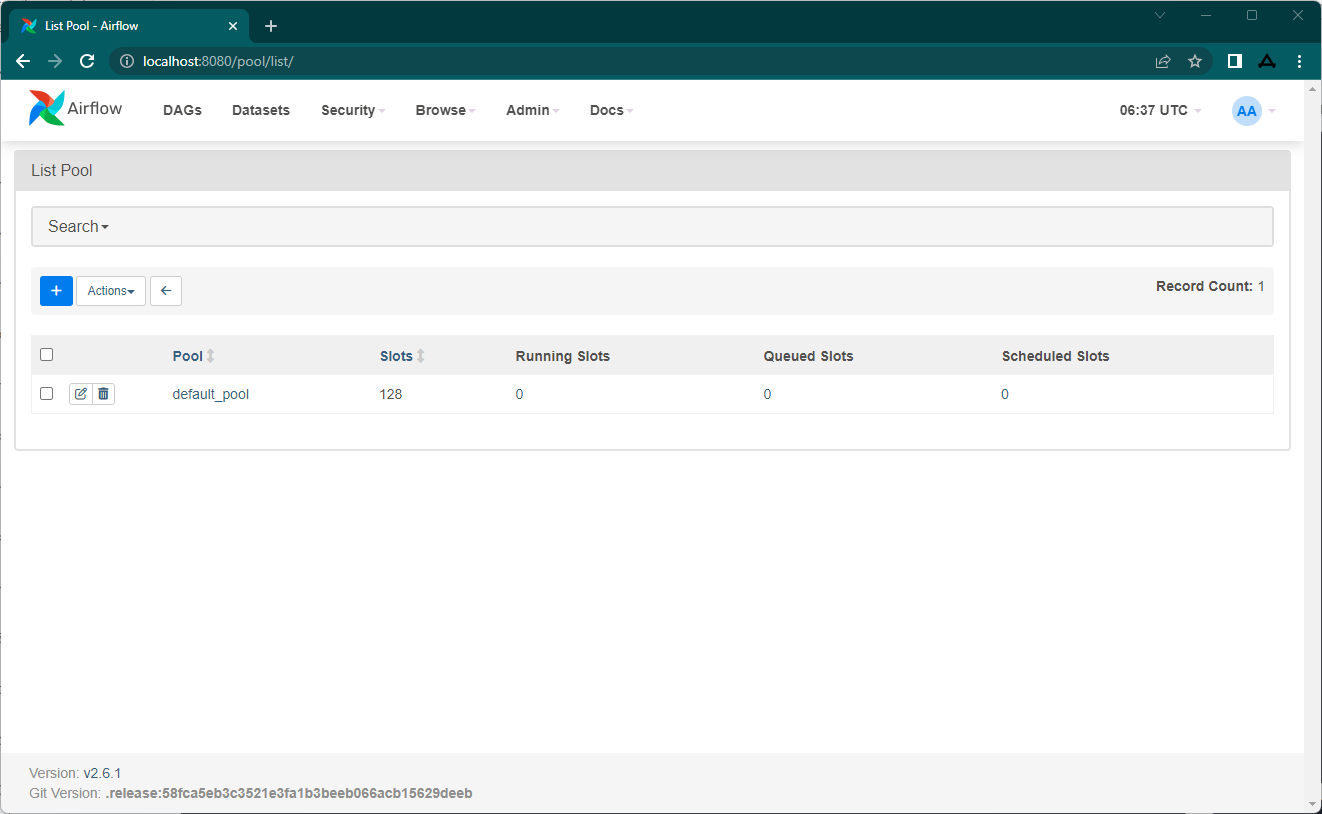 List Pool - Airflow
localhost:8080/pool/list/
Airflow DAGs Datasets Security Browse Admin Docs 06:37 UTC AA
List Pool
Search
Actions Record Count: 1
Pool Slots Running Slots Queued Slots Scheduled Slots
default_pool 128 0 0 0
Version: v2.6.1
Git Version: .release:58fca5eb3c3521e3fa1b3beeb066acb15629deeb